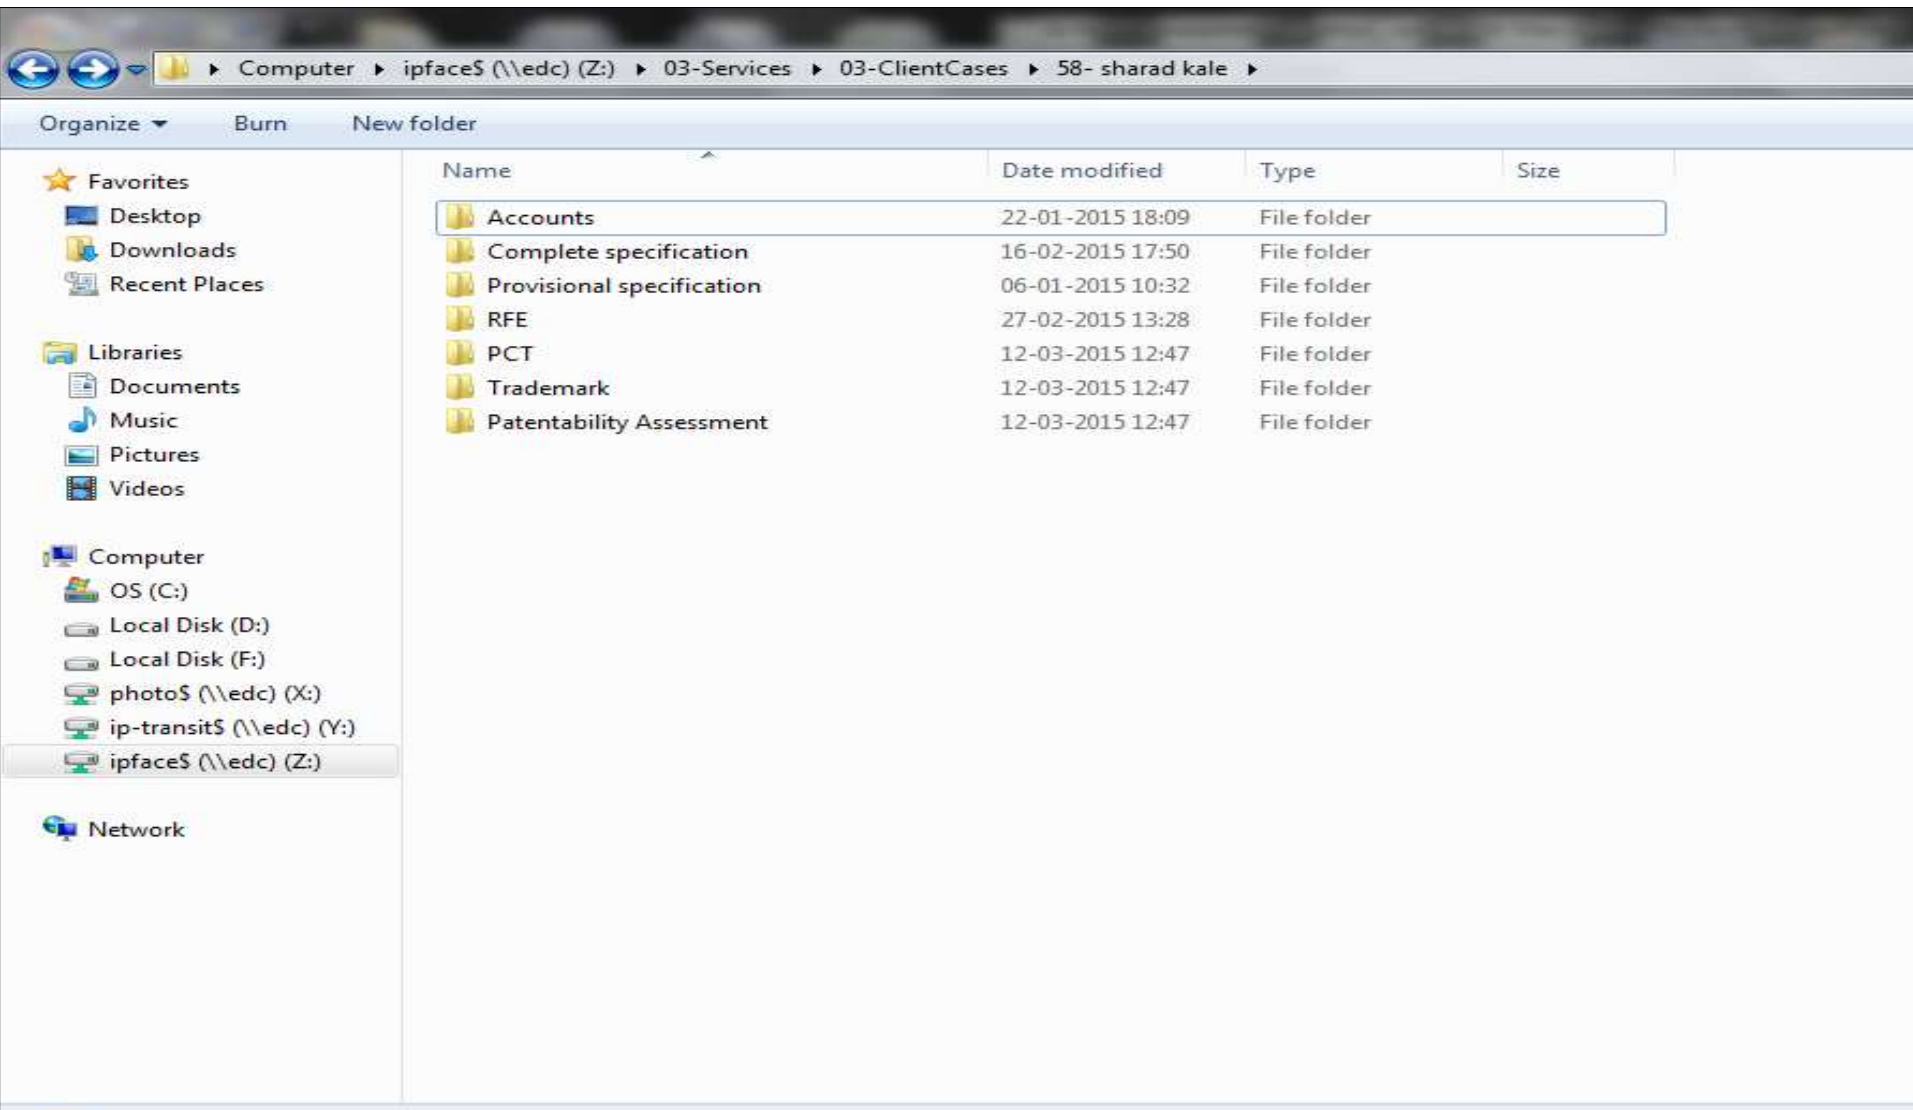 Computer ipface$ (\\edc) (Z:) 03-Services 03-ClientCases 58- sharad kale
Organize Burn New folder
Name Date modified Type Size
Favorites
Desktop
Downloads
Recent Places
Libraries
Documents
Music
Pictures
Videos
Computer
OS (C:)
Local Disk (D:)
Local Disk (F:)
photo$ (\\edc) (X:)
ip-transit$ (\\edc) (Y:)
ipface$ (\\edc) (Z:)
Network
Accounts 22-01-2015 18:09 File folder
Complete specification 16-02-2015 17:50 File folder
Provisional specification 06-01-2015 10:32 File folder
RFE 27-02-2015 13:28 File folder
PCT 12-03-2015 12:47 File folder
Trademark 12-03-2015 12:47 File folder
Patentability Assessment 12-03-2015 12:47 File folder